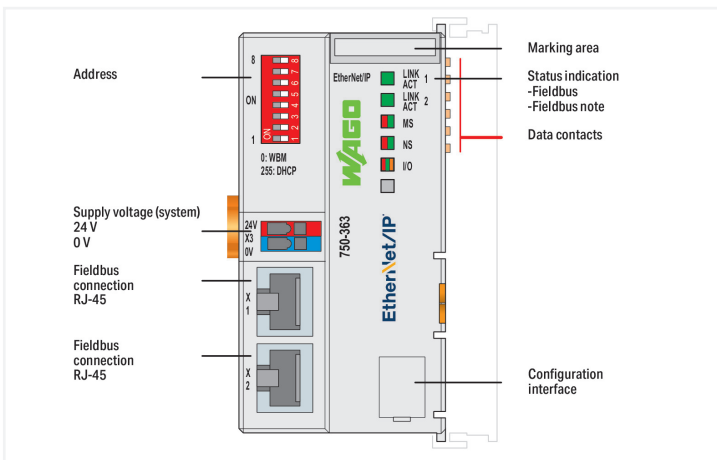 Address
Supply voltage (system)
24 V
0 V
Fieldbus
connection
RJ-45
Fieldbus
connection
RJ-45
8
ON
1
ON
1 2 3 4 5 6 7 8
0: WBM
255: DHCP
24V
X3
0V
X
1
X
2
EtherNet/IP
LINK
ACT 1
LINK
ACT 2
MS
NS
I/O
WAGO
750-363
EtherNet/IP
Marking area
Status indication
-Fieldbus
-Fieldbus note
Data contacts
Configuration
interface